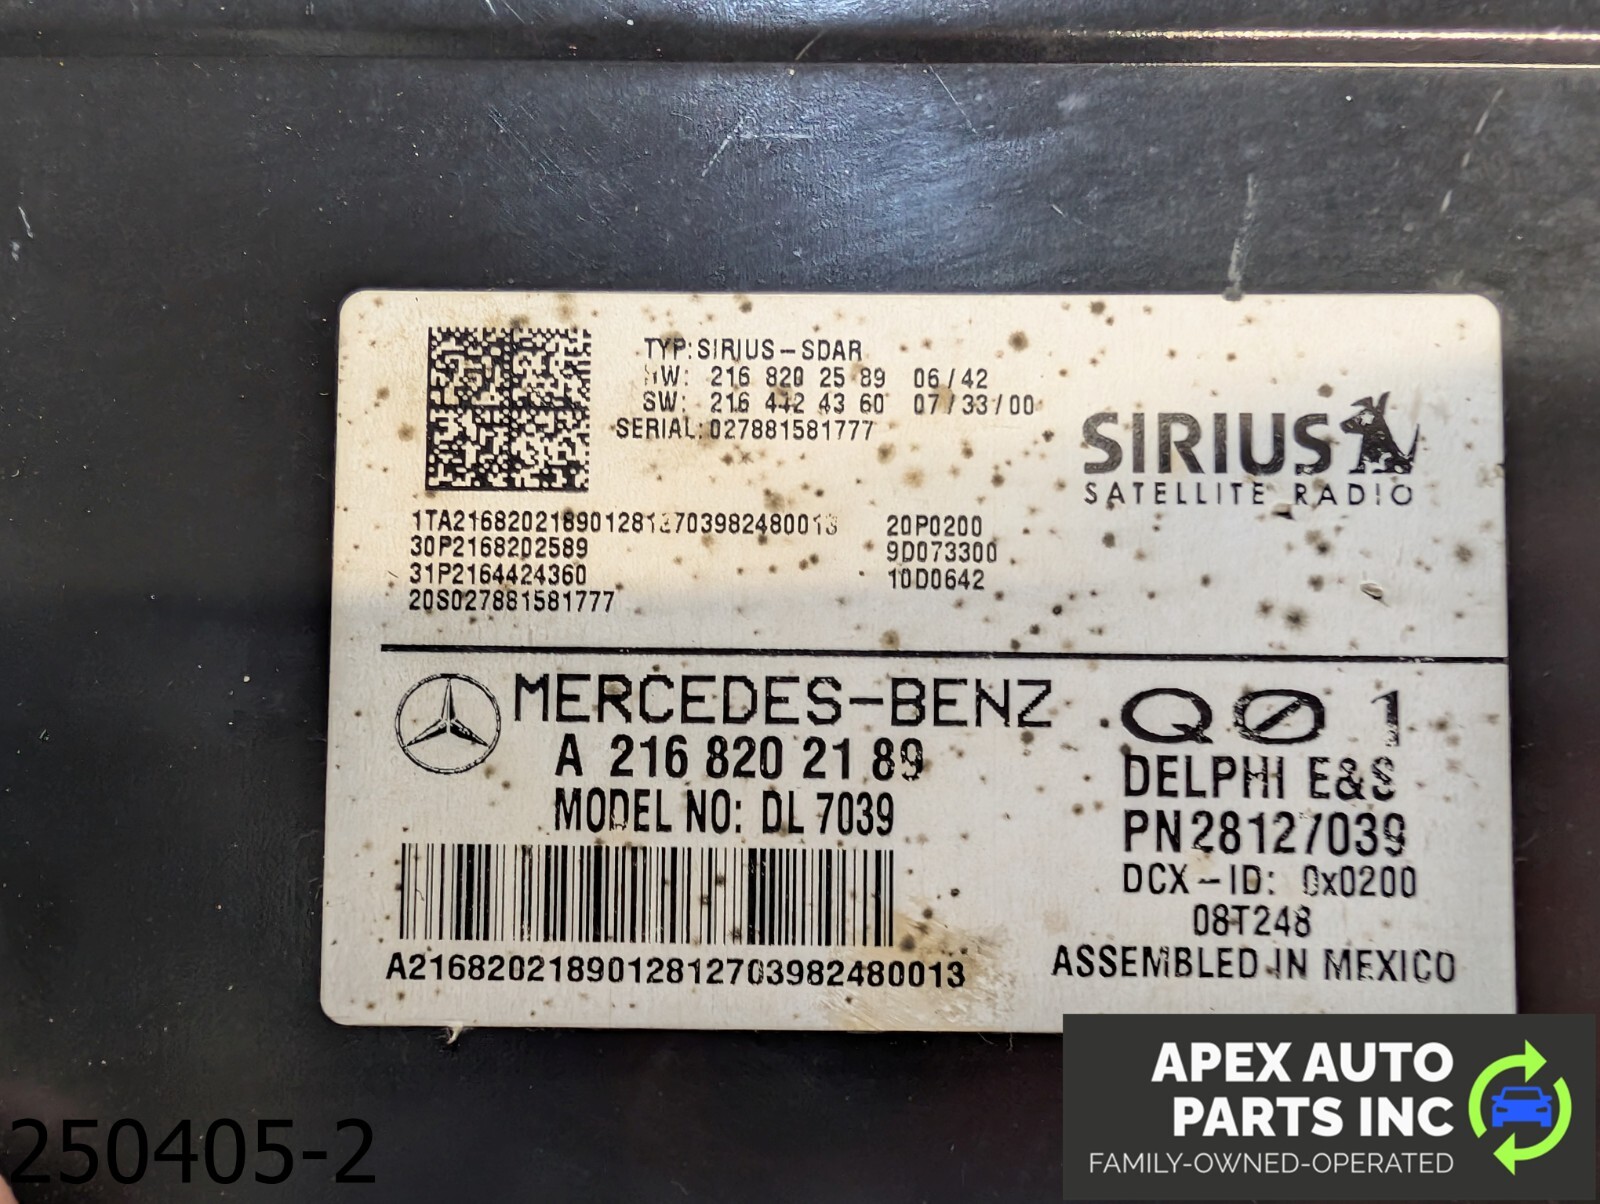 TYP: SIRIUS-SDAR
HW: 216 820 25 89 06/42
SW: 216 442 43 60 07/33/00
SERIAL: 027881581777
SIRIUS
SATELLITE RADIO
1TA2168202189012812703982480013 20P0200
30P2168202589 9D073300
31P2164424360 10D0642
20S027881581777
MERCEDES-BENZ
A 216 820 21 89
MODEL NO: DL 7039
A2168202189012812703982480013
Q01
DELPHI E&S
PN28127039
DCX-ID: 0x0200
08T248
ASSEMBLED IN MEXICO
250405-2
APEX AUTO
PARTS INC
FAMILY-OWNED-OPERATED